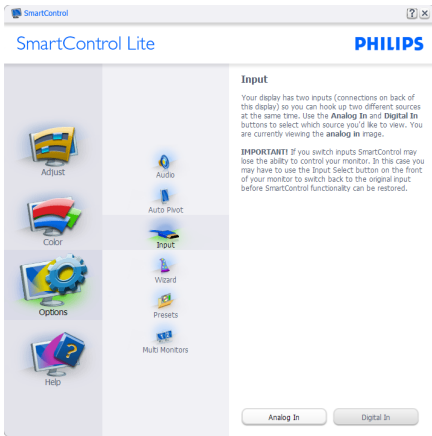 SmartControl
? ×
SmartControl Lite
PHILIPS
Adjust
Color
Options
Help
Audio
Auto Pivot
Input
Wizard
Presets
Multi Monitors
Input
Your display has two inputs (connections on back of
this display) so you can hook up two different sources
at the same time. Use the Analog In and Digital In
buttons to select which source you'd like to view. You
are currently viewing the analog in image.
IMPORTANT! If you switch inputs SmartControl may
lose the ability to control your monitor. In this case you
may have to use the Input Select button on the front
of your monitor to switch back to the original input
before SmartControl functionality can be restored.
Analog In
Digital In